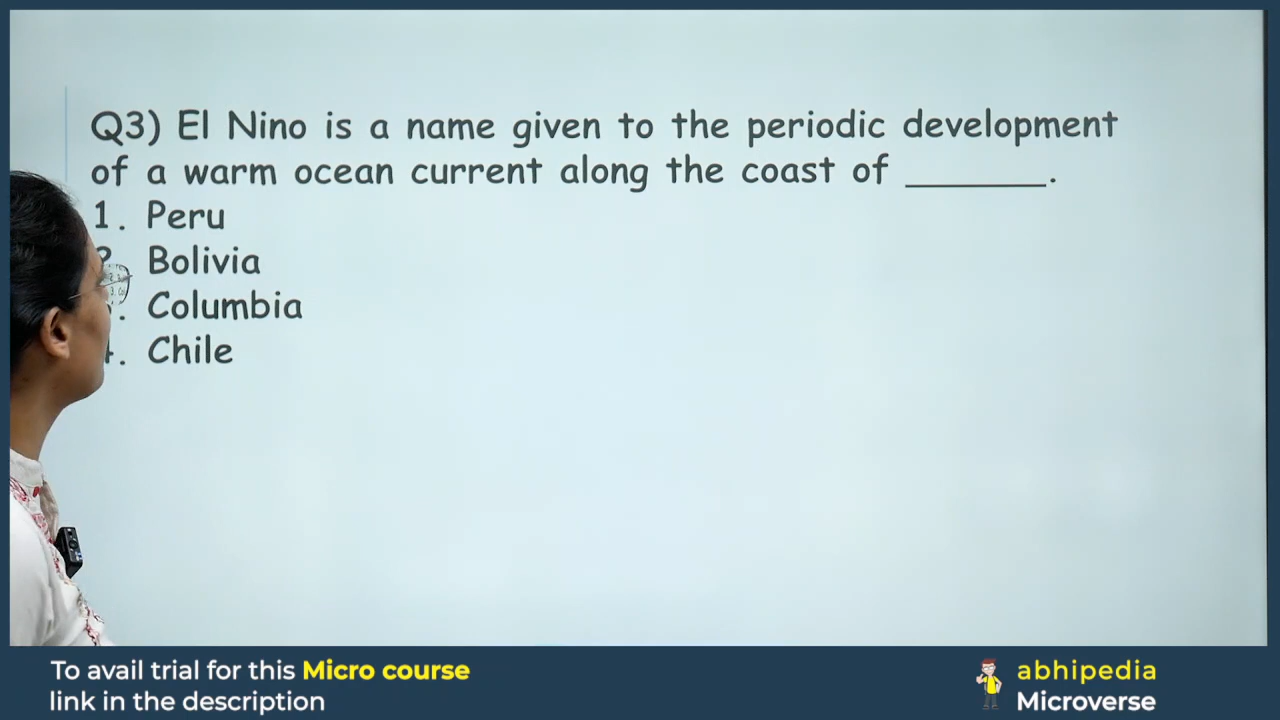 Q3) El Nino is a name given to the periodic development
of a warm ocean current along the coast of _______.
1. Peru
Bolivia
. Columbia
. Chile
To avail trial for this Micro course
link in the description
abhipedia
Microverse